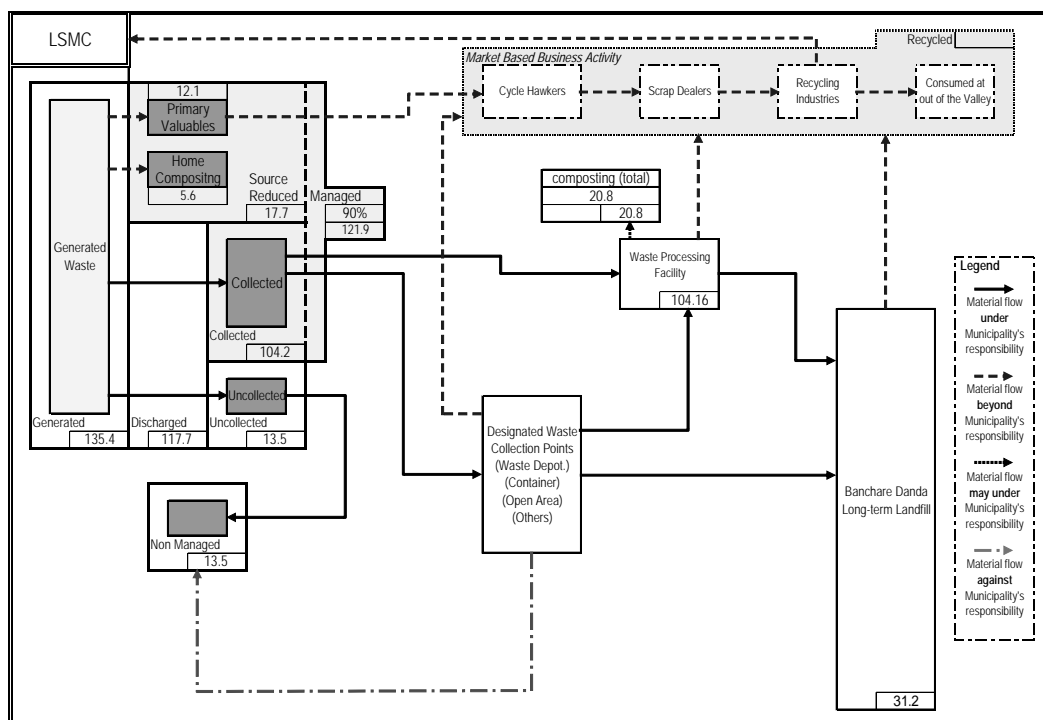 LSMC
Recycled
Market Based Business Activity
Cycle Hawkers
Scrap Dealers
Recycling
Industries
Consumed at
out of the Valley
12.1
Primary
Valuables
Home
Compositng
5.6
Source
Reduced
17.7
Managed
90%
121.9
composting (total)
20.8
20.8
Generated
Waste
Collected
Collected
104.2
Waste Processing
Facility
104.16
Uncollected
Generated
135.4
Discharged
117.7
Uncollected
13.5
Designated Waste
Collection Points
(Waste Depot.)
(Container)
(Open Area)
(Others)
Banchare Danda
Long-term Landfill
31.2
Non Managed
13.5
Legend
Material flow
under
Municipality's
responsibility
Material flow
beyond
Municipality's
responsibility
Material flow
may under
Municipality's
responsibility
Material flow
against
Municipality's
responsibility